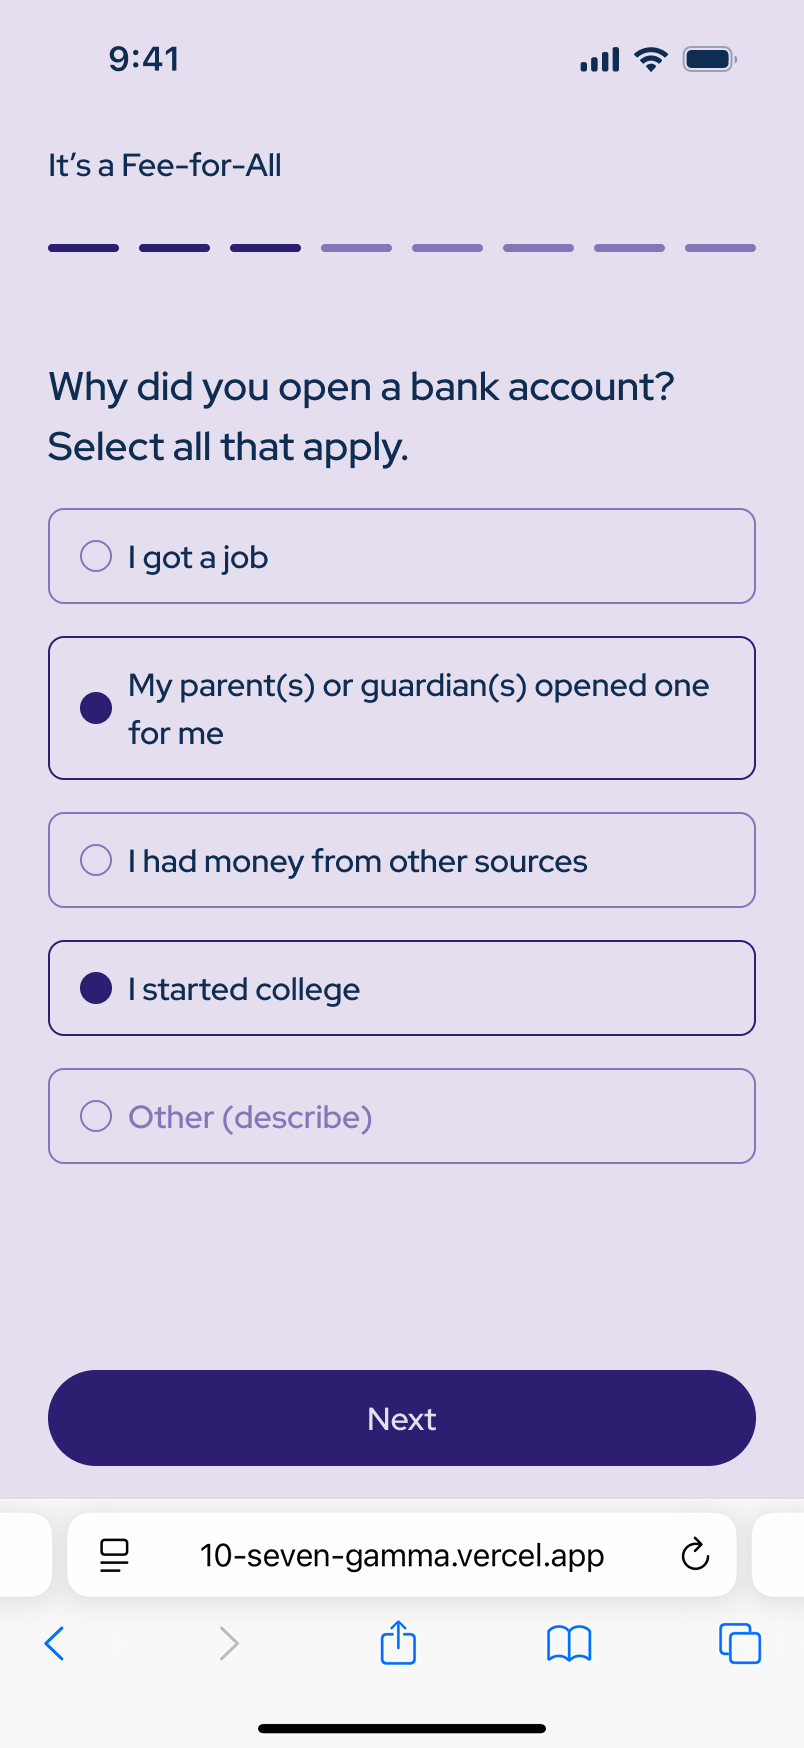 9:41
It’s a Fee-for-All
Why did you open a bank account?
Select all that apply.
I got a job
My parent(s) or guardian(s) opened one
for me
I had money from other sources
I started college
Other (describe)
Next
10-seven-gamma.vercel.app